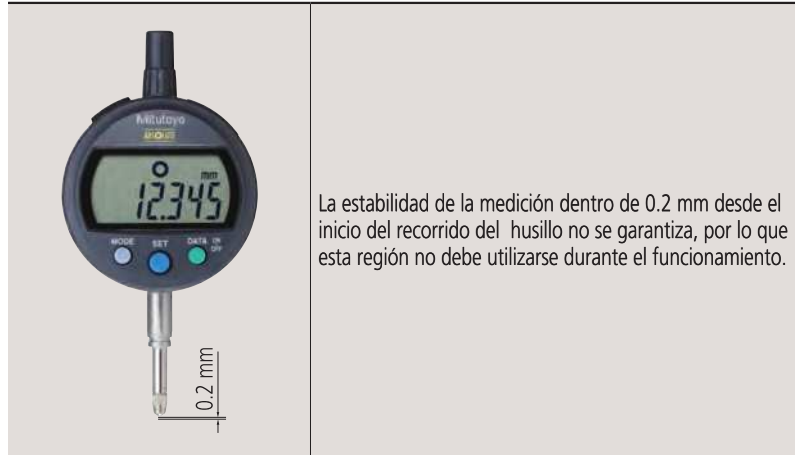 Mitutoyo
ABSOLUTE
mm
12.345
MODE SET DATA ON
OFF
0.2 mm
La estabilidad de la medición dentro de 0.2 mm desde el
inicio del recorrido del husillo no se garantiza, por lo que
esta región no debe utilizarse durante el funcionamiento.